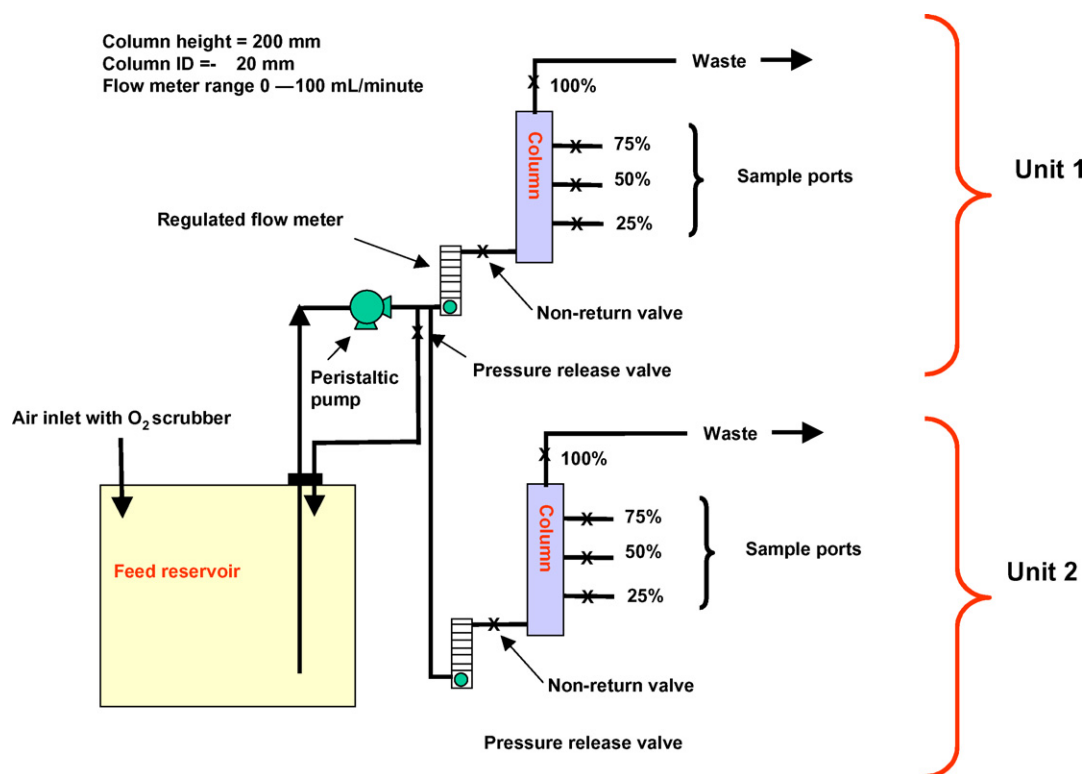 Column height = 200 mm
Column ID =- 20 mm
Flow meter range 0 —100 mL/minute
Waste
100%
Column
75%
50%
25%
Sample ports
Unit 1
Regulated flow meter
Non-return valve
Pressure release valve
Peristaltic
pump
Air inlet with O2 scrubber
Feed reservoir
Waste
100%
Column
75%
50%
25%
Sample ports
Unit 2
Non-return valve
Pressure release valve